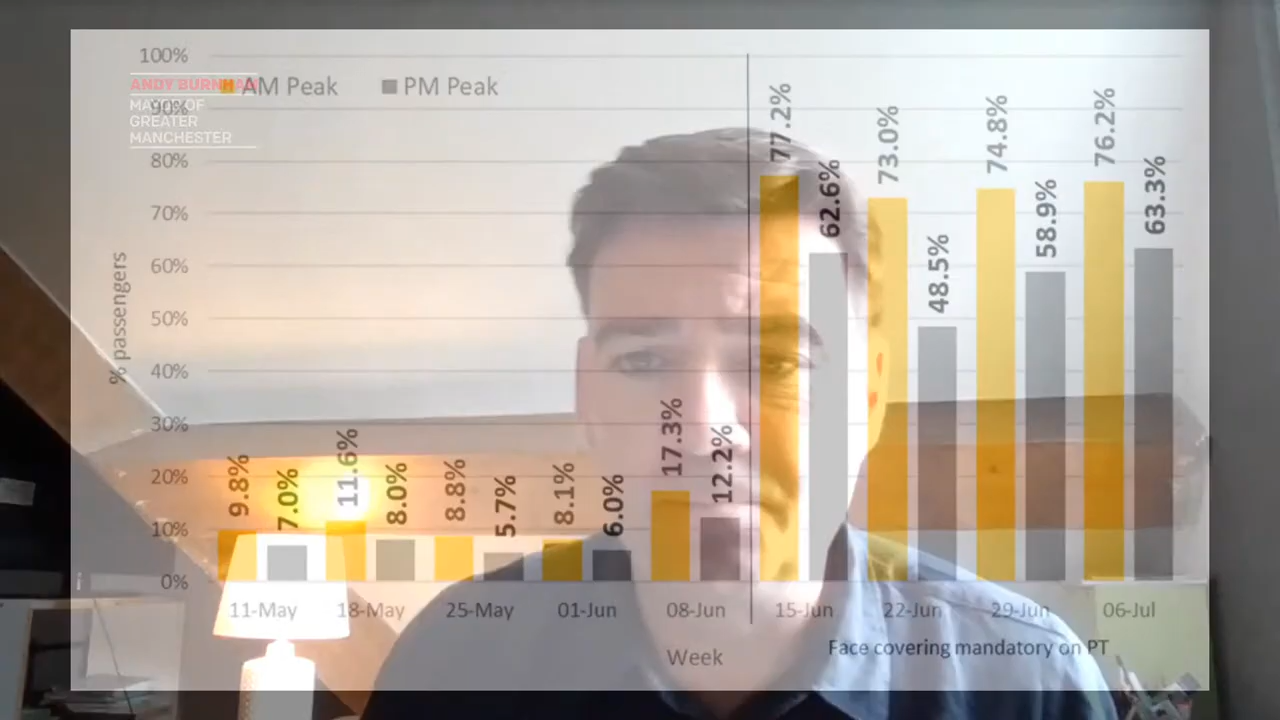 100%
AM Peak
PM Peak
ANDY BURNHAM
MAYOR OF
GREATER
MANCHESTER
90%
80%
70%
60%
50%
40%
30%
20%
10%
0%
% passengers
9.8%
7.0%
11.6%
8.0%
8.8%
5.7%
8.1%
6.0%
17.3%
12.2%
77.2%
62.6%
73.0%
48.5%
74.8%
58.9%
76.2%
63.3%
11-May 18-May 25-May 01-Jun 08-Jun 15-Jun 22-Jun 29-Jun 06-Jul
Face covering mandatory on PT
Week